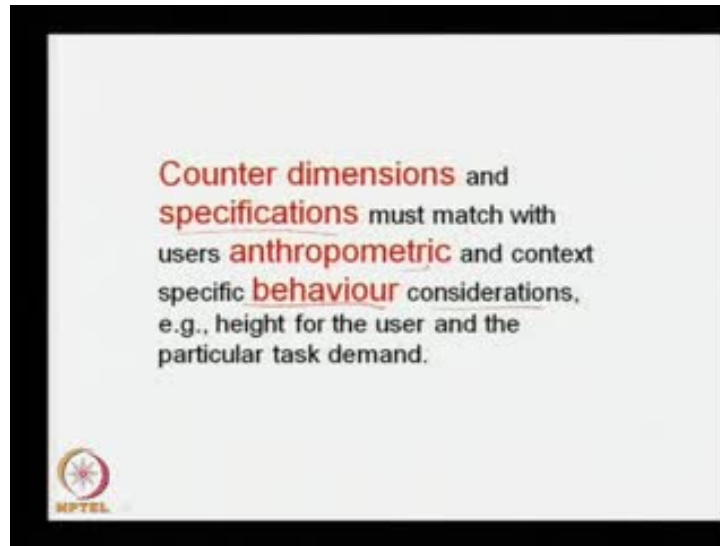 Counter dimensions and
specifications must match with
users anthropometric and context
specific behaviour considerations,
e.g., height for the user and the
particular task demand.
NPTEL